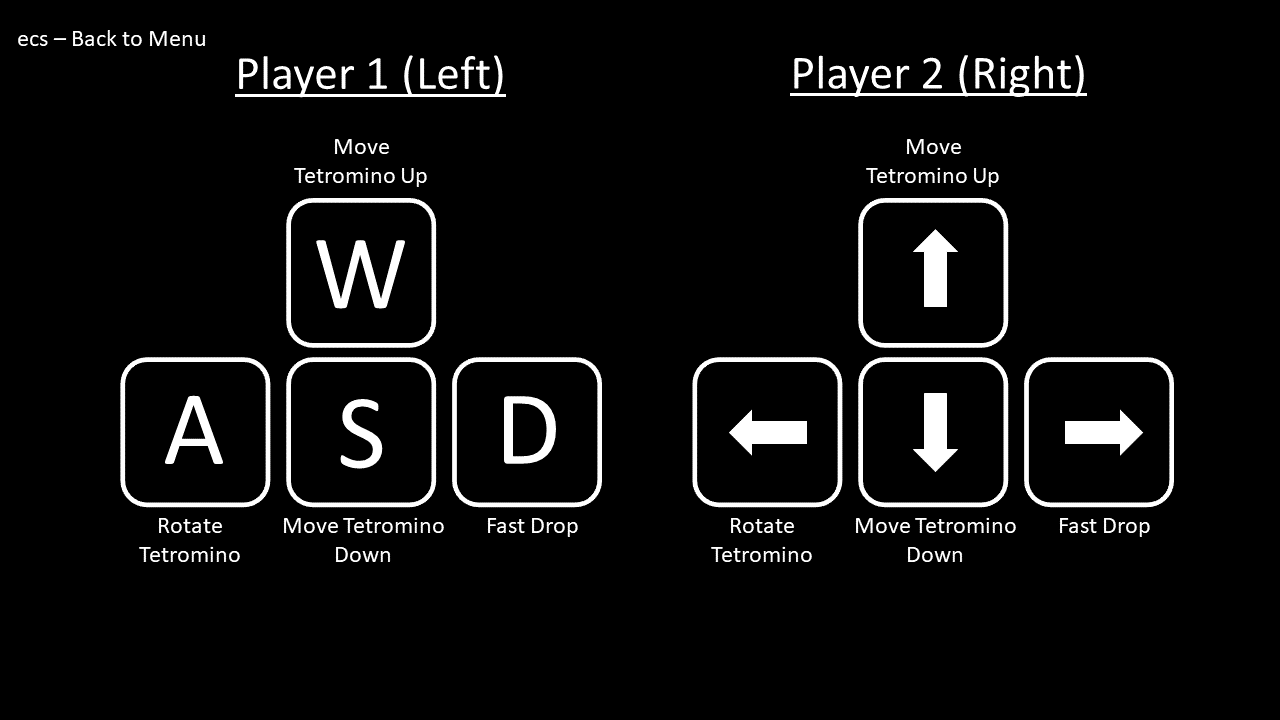 ecs – Back to Menu
Player 1 (Left)
Move
Tetromino Up
W
A
S
D
Rotate
Tetromino
Move Tetromino
Down
Fast Drop
Player 2 (Right)
Move
Tetromino Up
Rotate
Tetromino
Move Tetromino
Down
Fast Drop